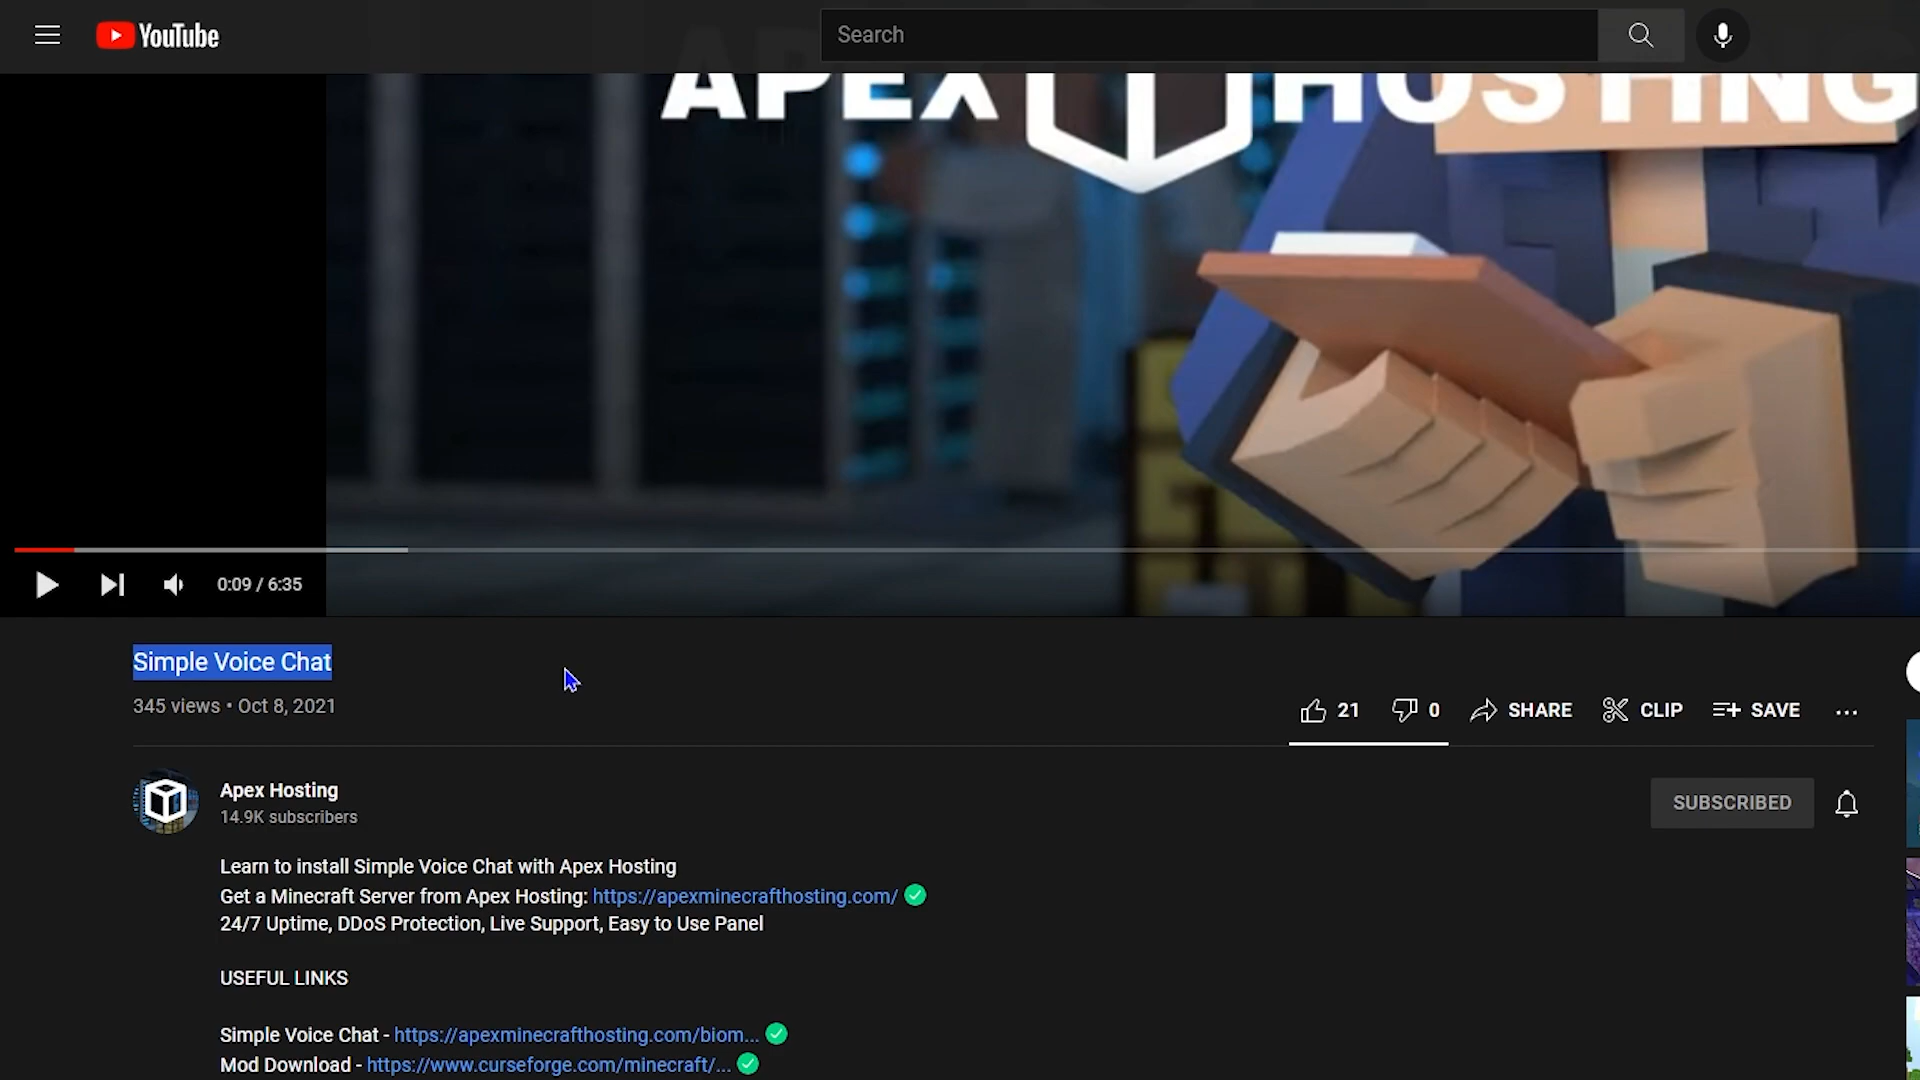 YouTube
Search
APEX HOSTING
0:09 / 6:35
Simple Voice Chat
345 views • Oct 8, 2021
21
0
SHARE
CLIP
SAVE
Apex Hosting
14.9K subscribers
SUBSCRIBED
Learn to install Simple Voice Chat with Apex Hosting
Get a Minecraft Server from Apex Hosting: https://apexminecrafthosting.com/
24/7 Uptime, DDoS Protection, Live Support, Easy to Use Panel
USEFUL LINKS
Simple Voice Chat - https://apexminecrafthosting.com/biom...
Mod Download - https://www.curseforge.com/minecraft/...